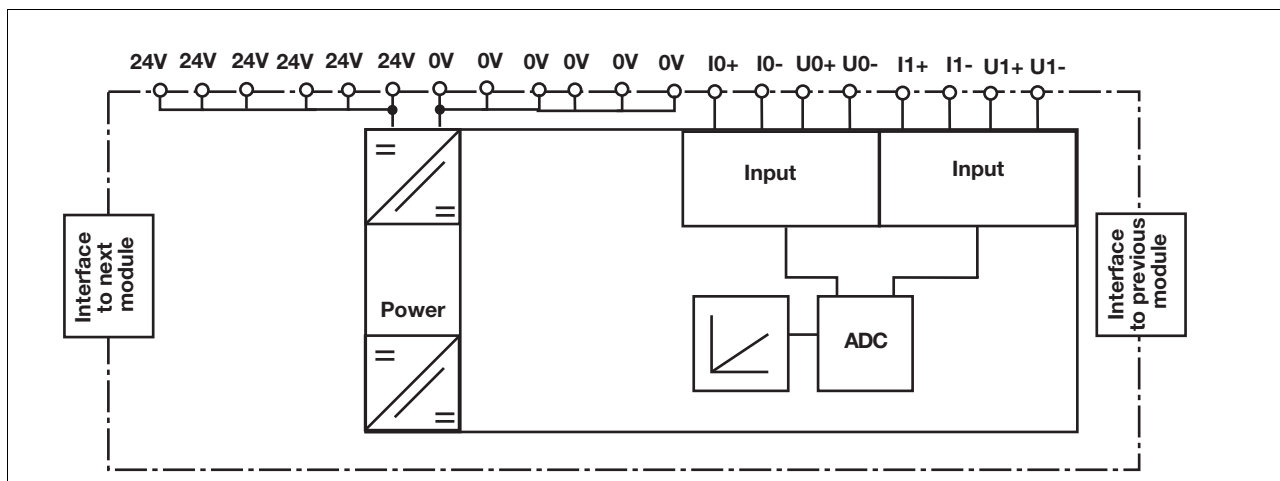 24V 24V 24V 24V 24V 24V 0V 0V 0V 0V 0V 0V I0+ I0- U0+ U0- I1+ I1- U1+ U1-
Input
Input
Interface
to next
module
Interface
to previous
module
Power
ADC